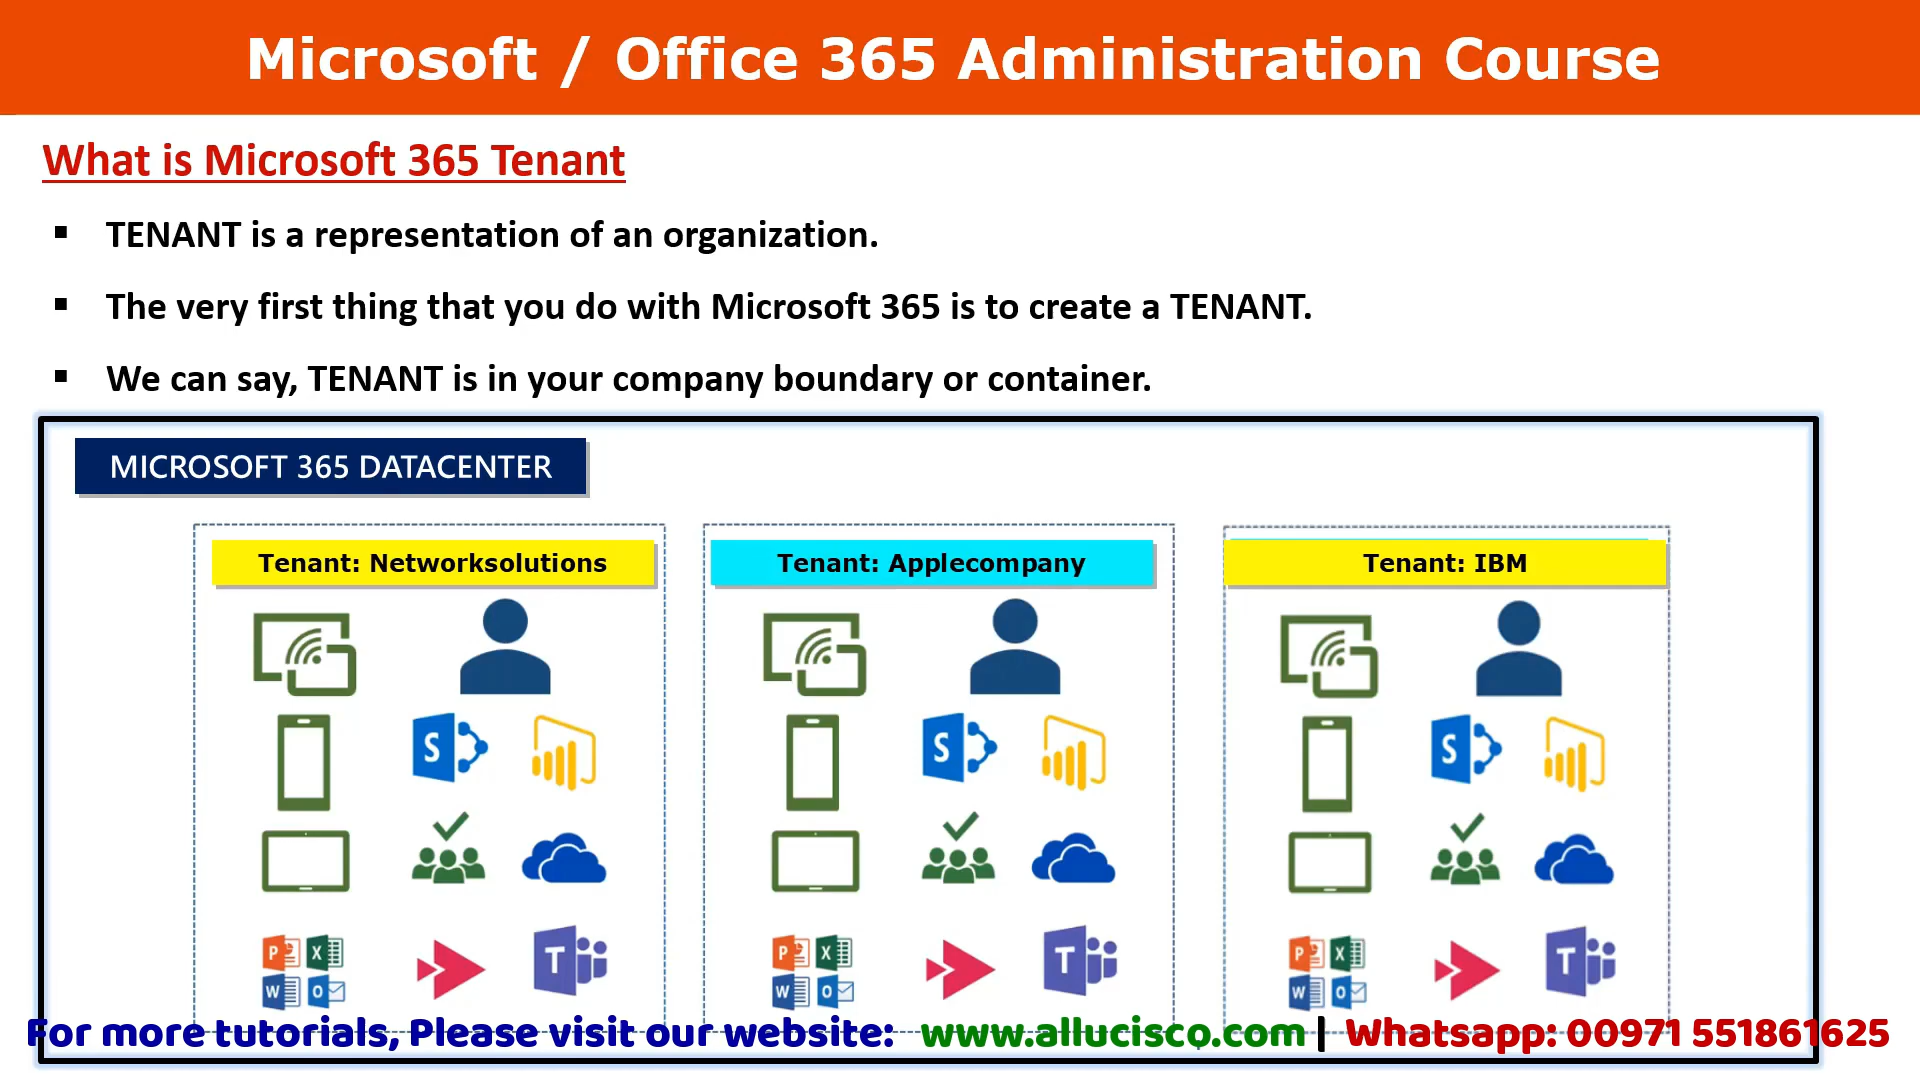 Microsoft / Office 365 Administration Course
What is Microsoft 365 Tenant
▪ TENANT is a representation of an organization.
▪ The very first thing that you do with Microsoft 365 is to create a TENANT.
▪ We can say, TENANT is in your company boundary or container.
MICROSOFT 365 DATACENTER
Tenant: Networksolutions
Tenant: Applecompany
Tenant: IBM
S
S
S
P X
W O
T
P X
W O
T
P X
W O
T
For more tutorials, Please visit our website: www.allucisco.com | Whatsapp: 00971 551861625